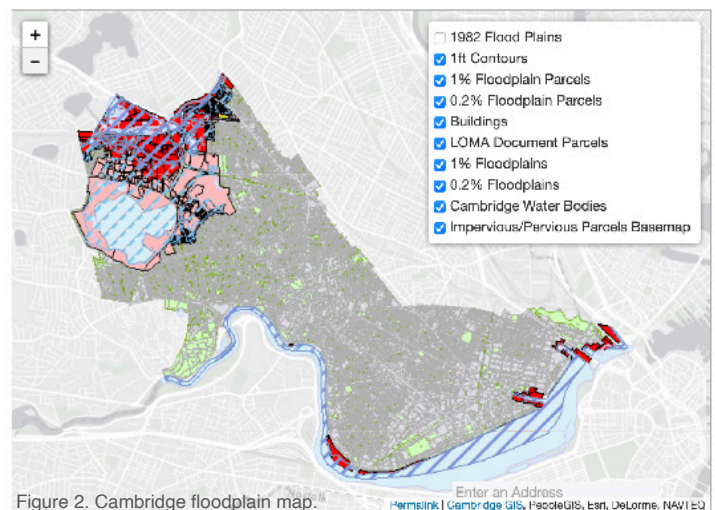 +
−
1982 Flood Plains
1ft Contours
1% Floodplain Parcels
0.2% Floodplain Parcels
Buildings
LOMA Document Parcels
1% Floodplains
0.2% Floodplains
Cambridge Water Bodies
Impervious/Pervious Parcels Basemap
Enter an Address
Figure 2. Cambridge floodplain map.
Norfolk
Permalink | Cambridge GIS, PeopleGIS, Esri, DeLorme, NAVTEQ